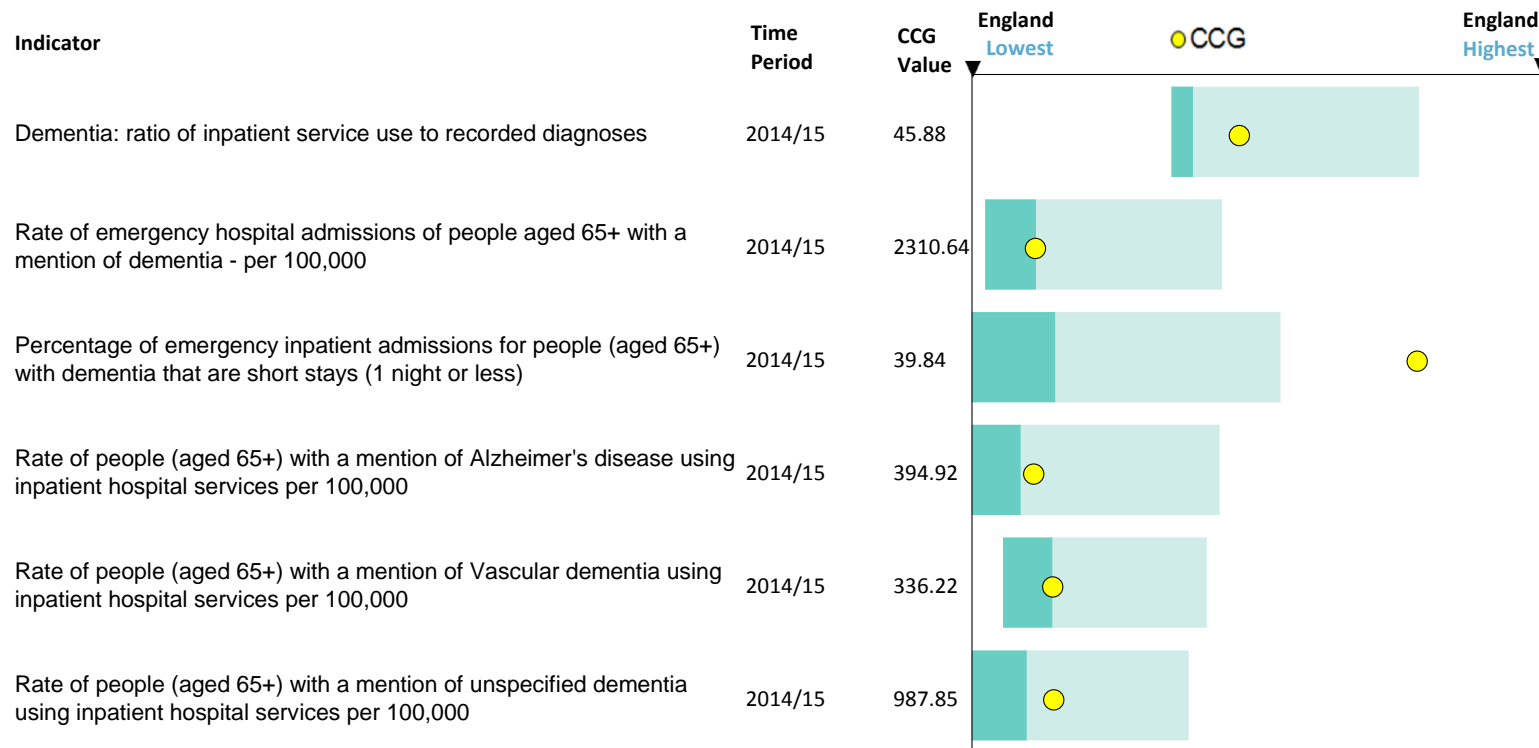 Indicator
Time
Period
CCG
Value
England
Lowest
CCG
England
Highest
Dementia: ratio of inpatient service use to recorded diagnoses
2014/15
45.88
Rate of emergency hospital admissions of people aged 65+ with a
mention of dementia - per 100,000
2014/15
2310.64
Percentage of emergency inpatient admissions for people (aged 65+)
with dementia that are short stays (1 night or less)
2014/15
39.84
Rate of people (aged 65+) with a mention of Alzheimer's disease using
inpatient hospital services per 100,000
2014/15
394.92
Rate of people (aged 65+) with a mention of Vascular dementia using
inpatient hospital services per 100,000
2014/15
336.22
Rate of people (aged 65+) with a mention of unspecified dementia
using inpatient hospital services per 100,000
2014/15
987.85